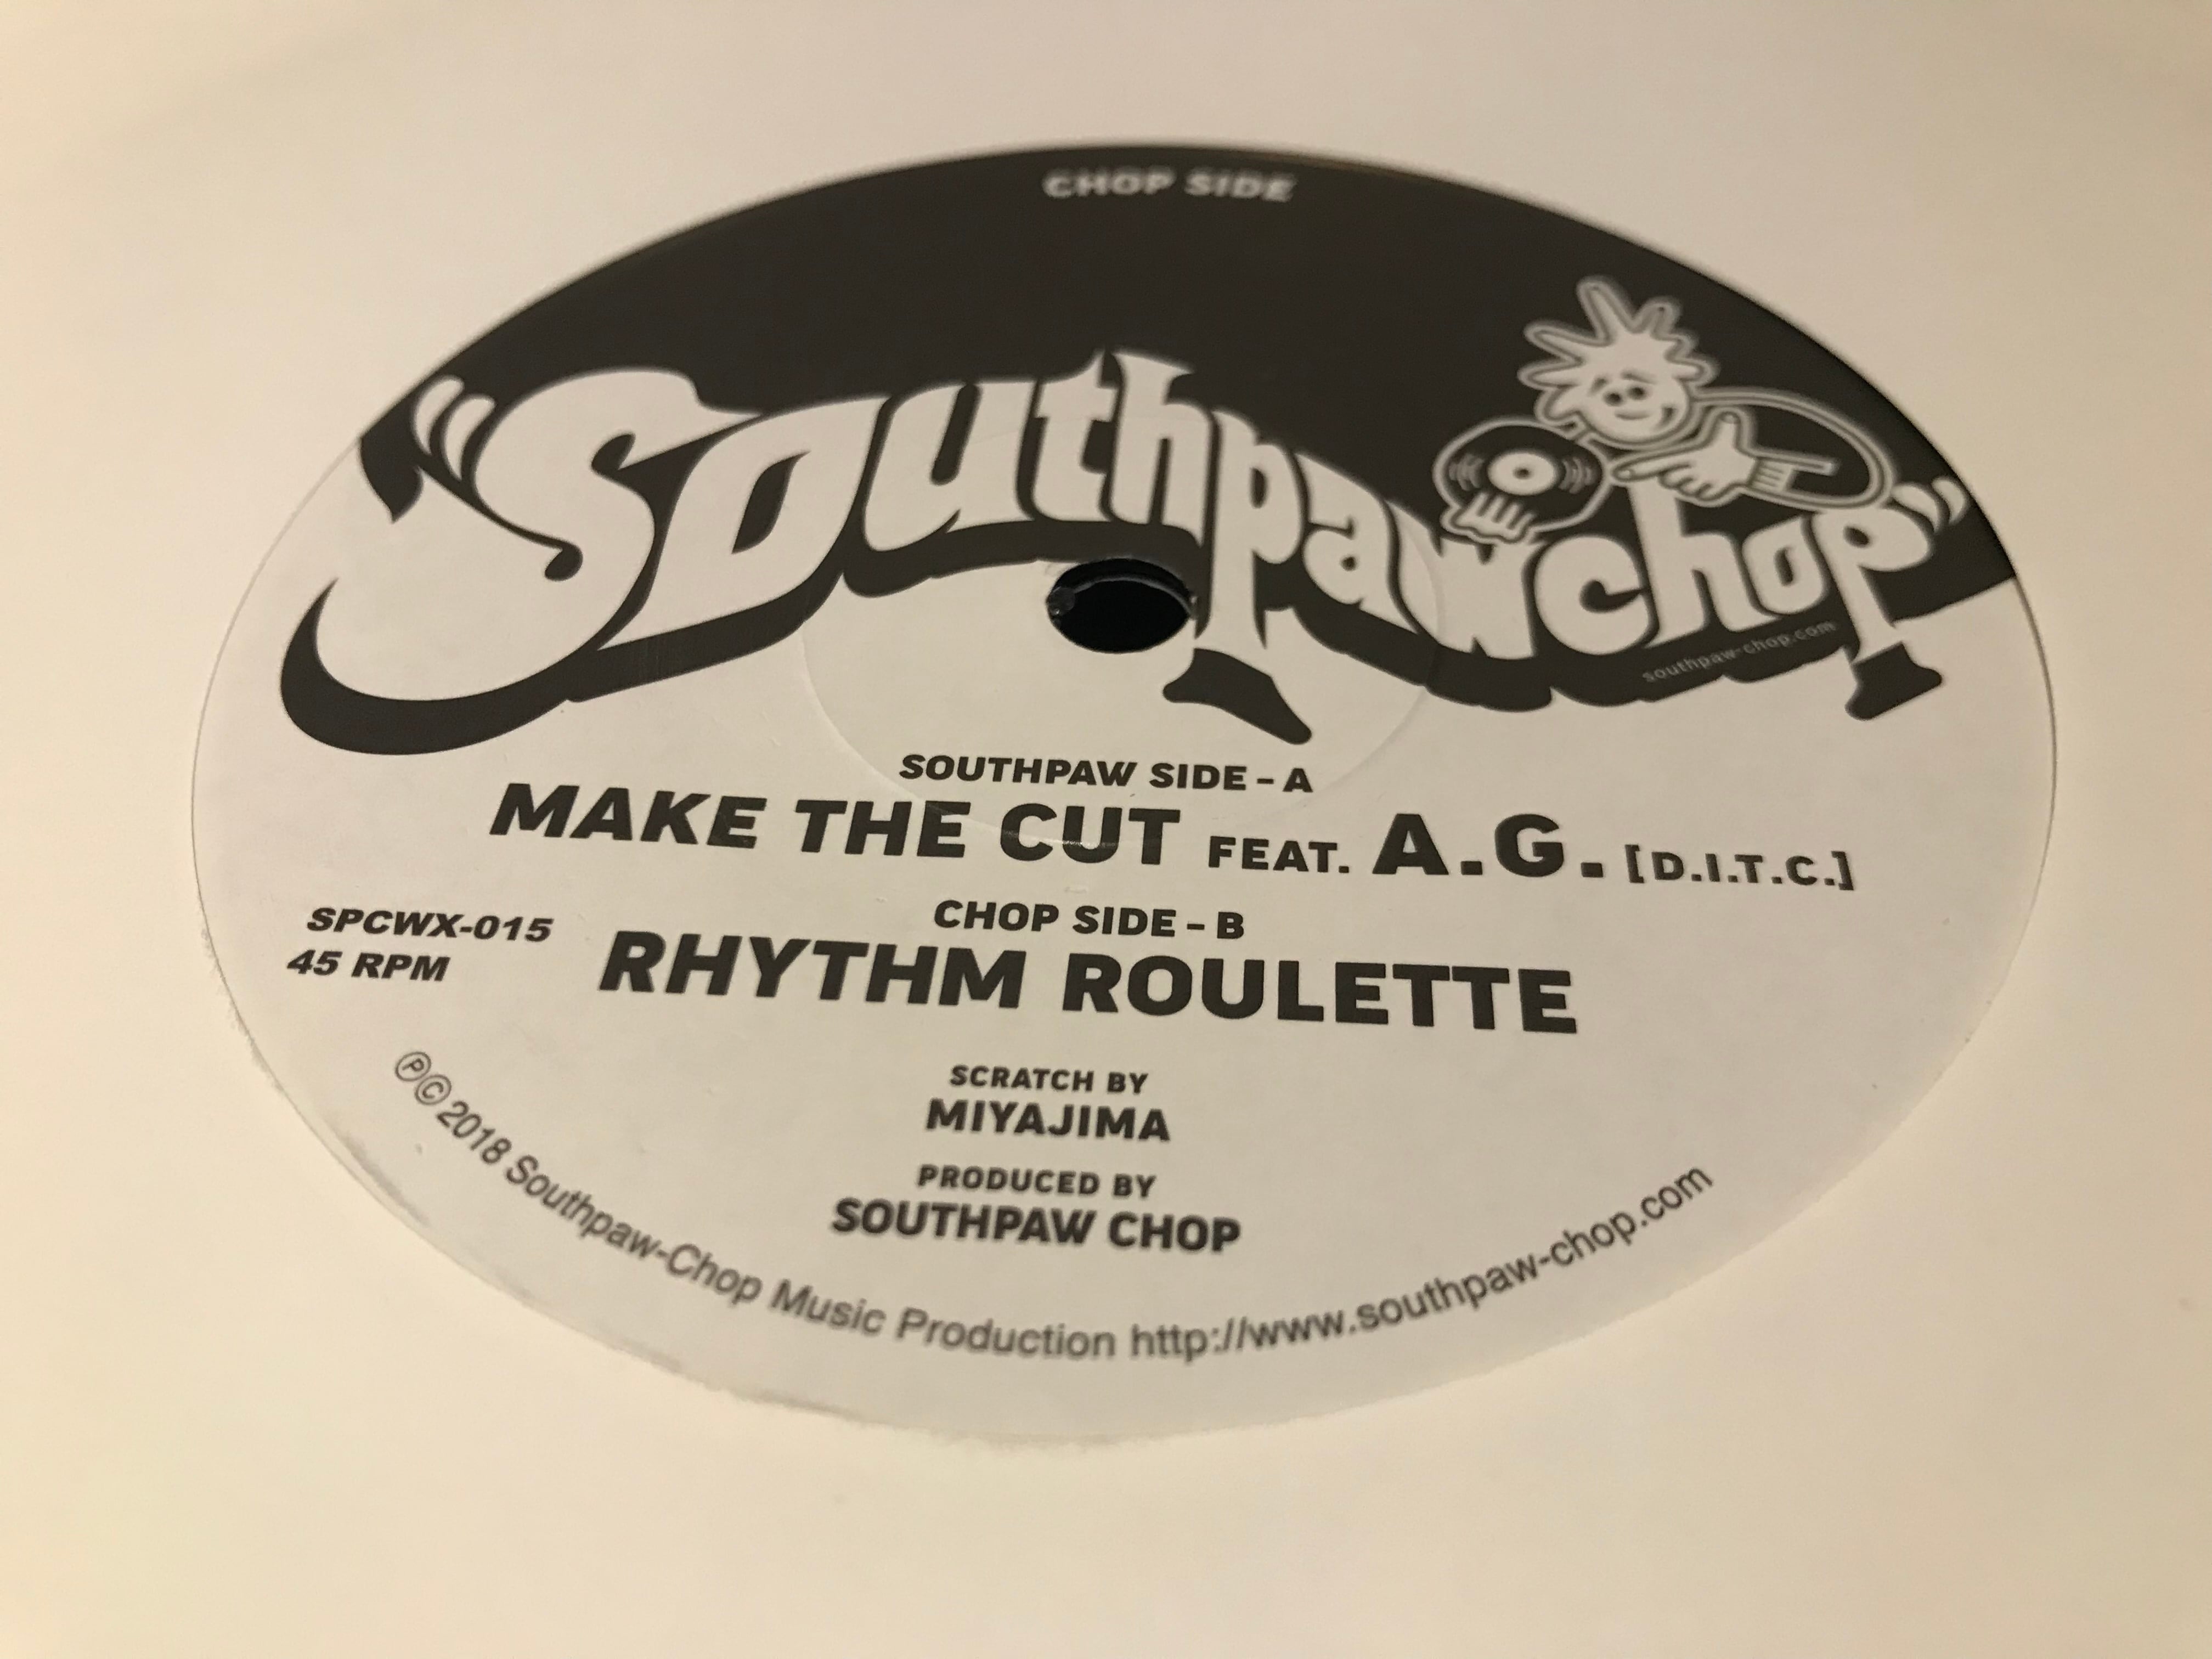 CHOP SIDE
"Southpawchop"
southpaw-chop.com
SOUTHPAW SIDE - A
MAKE THE CUT FEAT. A.G. [D.I.T.C.]
CHOP SIDE - B
RHYTHM ROULETTE
SPCWX-015
45 RPM
SCRATCH BY
MIYAJIMA
PRODUCED BY
SOUTHPAW CHOP
℗© 2018 Southpaw-Chop Music Production http://www.southpaw-chop.com